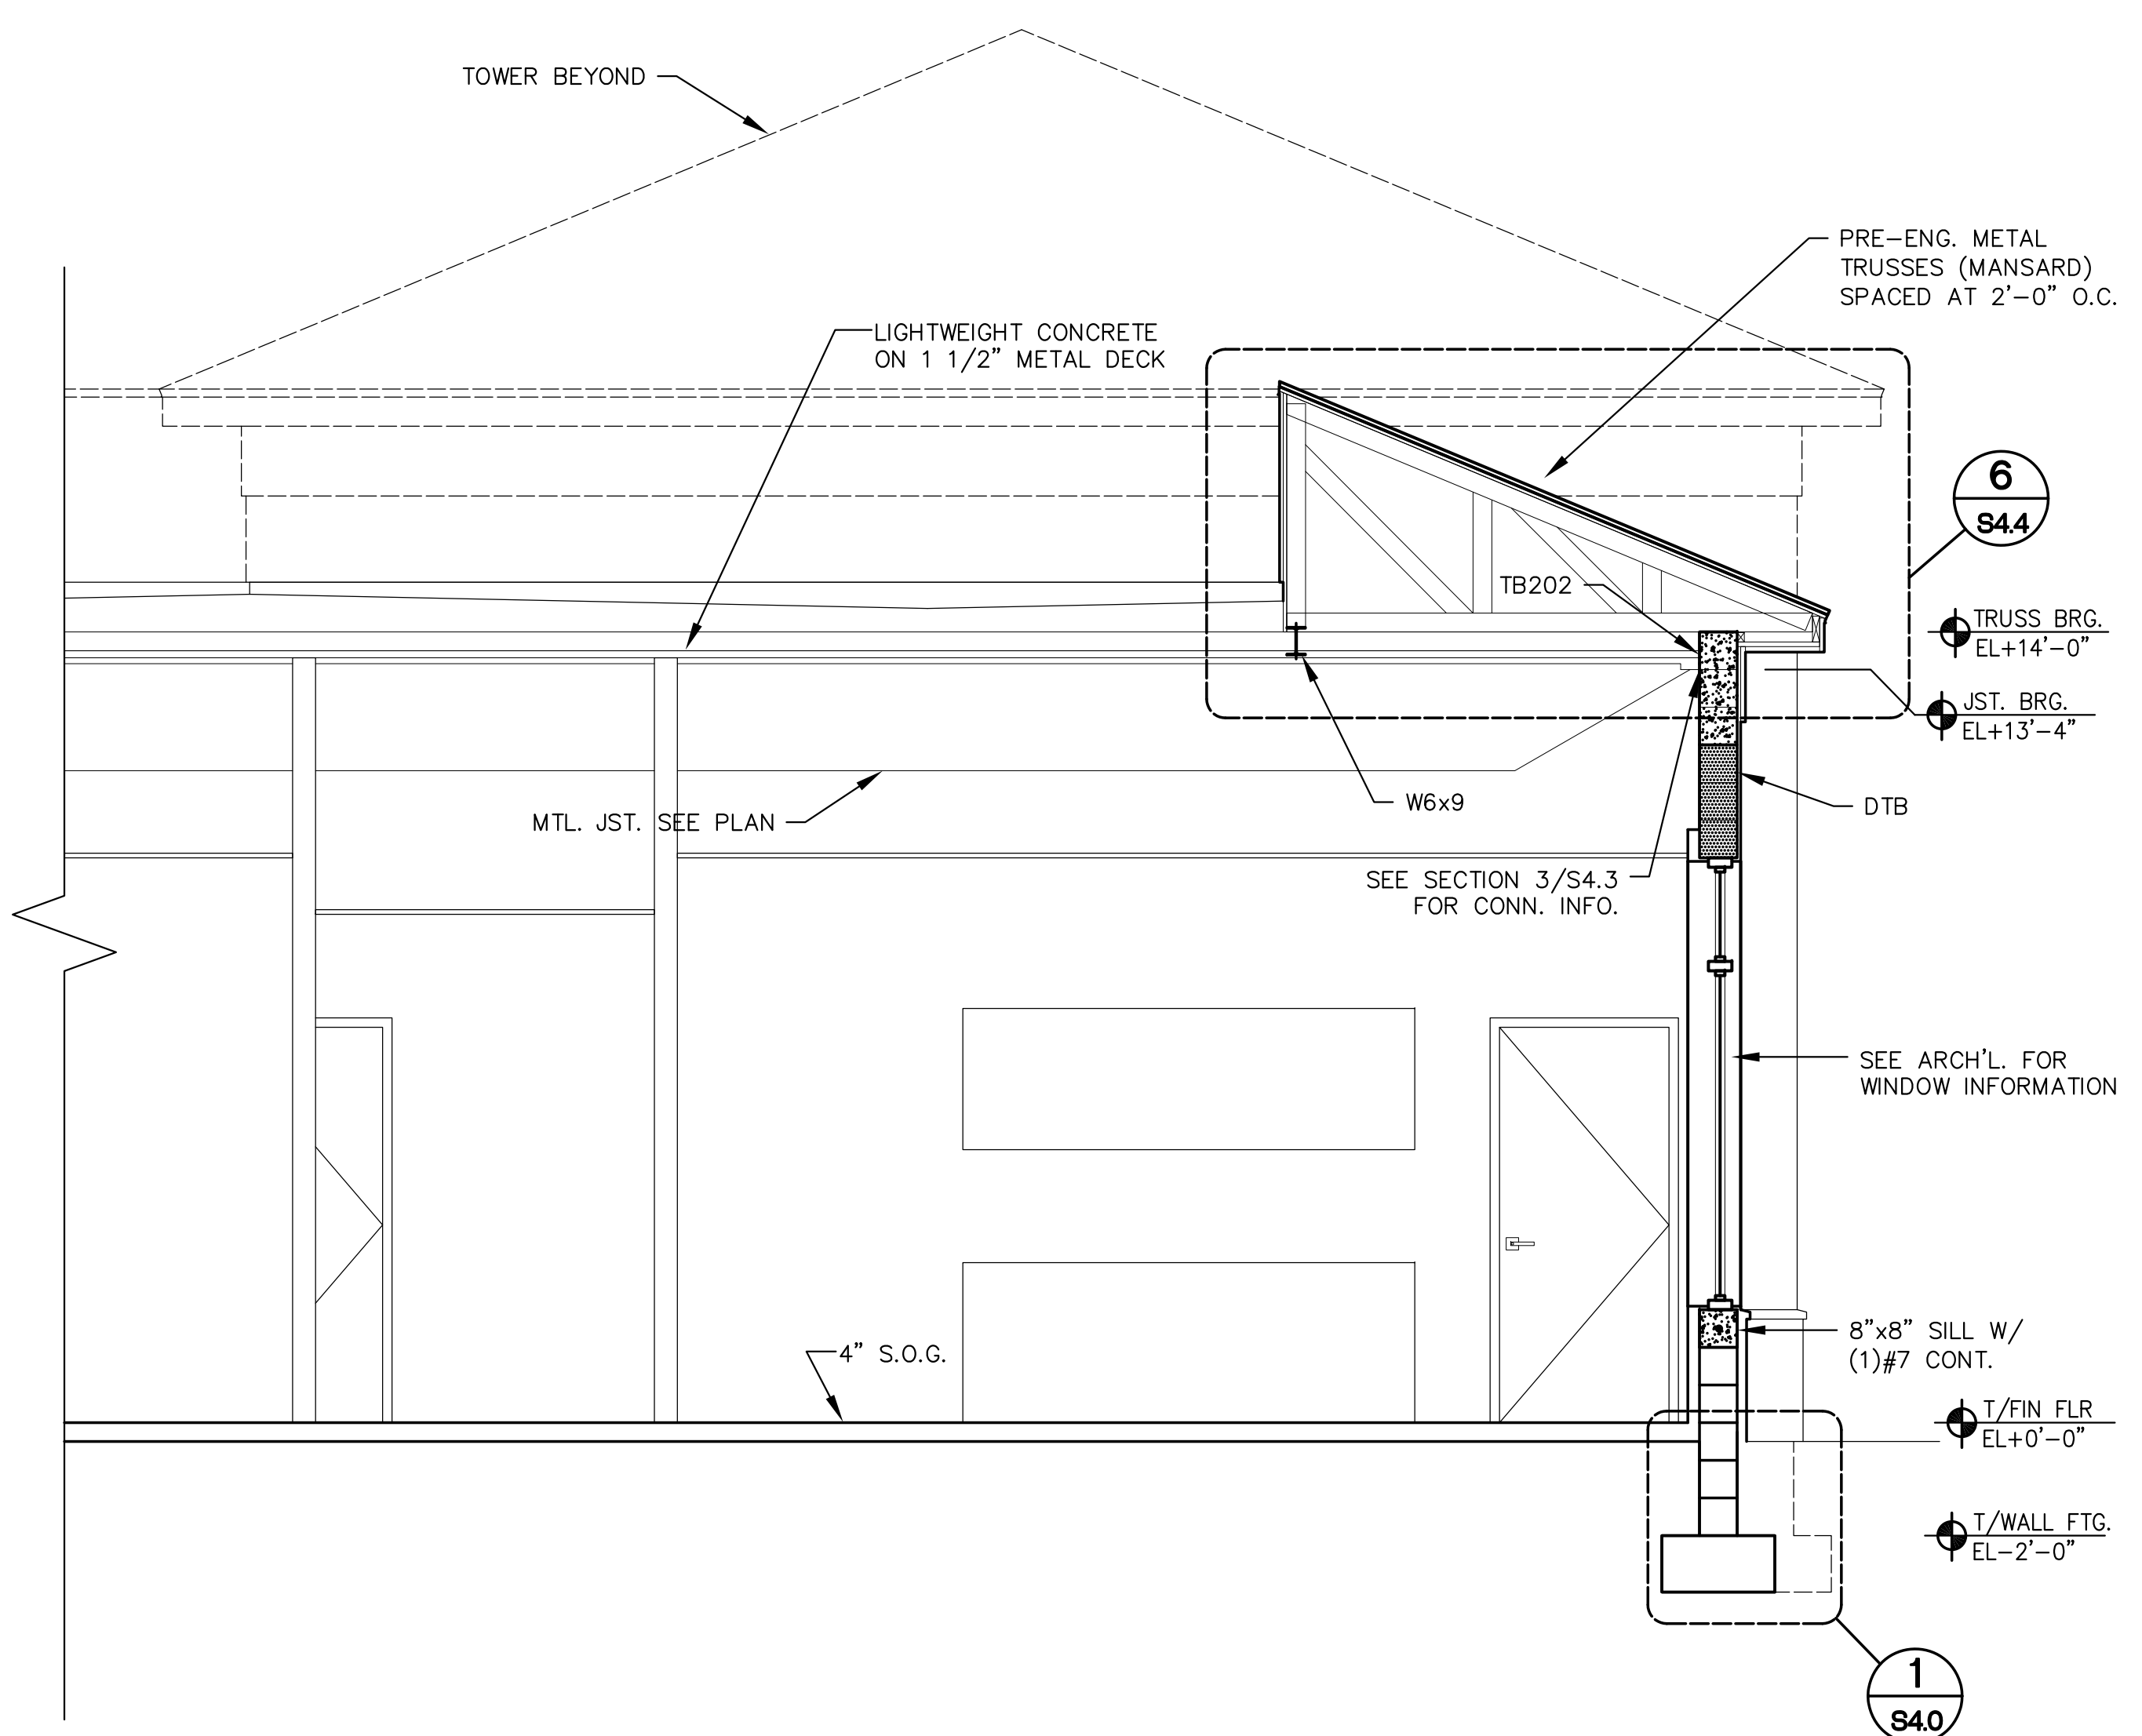 TOWER BEYOND
PRE-ENG. METAL
TRUSSES (MANSARD)
SPACED AT 2'-0" O.C.
LIGHTWEIGHT CONCRETE
ON 1 1/2" METAL DECK
6
S4.4
TB202
TRUSS BRG.
EL+14'-0"
JST. BRG.
EL+13'-4"
W6x9
DTB
MTL. JST. SEE PLAN
SEE SECTION 3/S4.3
FOR CONN. INFO.
SEE ARCH'L. FOR
WINDOW INFORMATION
8"x8" SILL W/
(1)#7 CONT.
4" S.O.G.
T/FIN FLR
EL+0'-0"
T/WALL FTG.
EL-2'-0"
1
S4.0